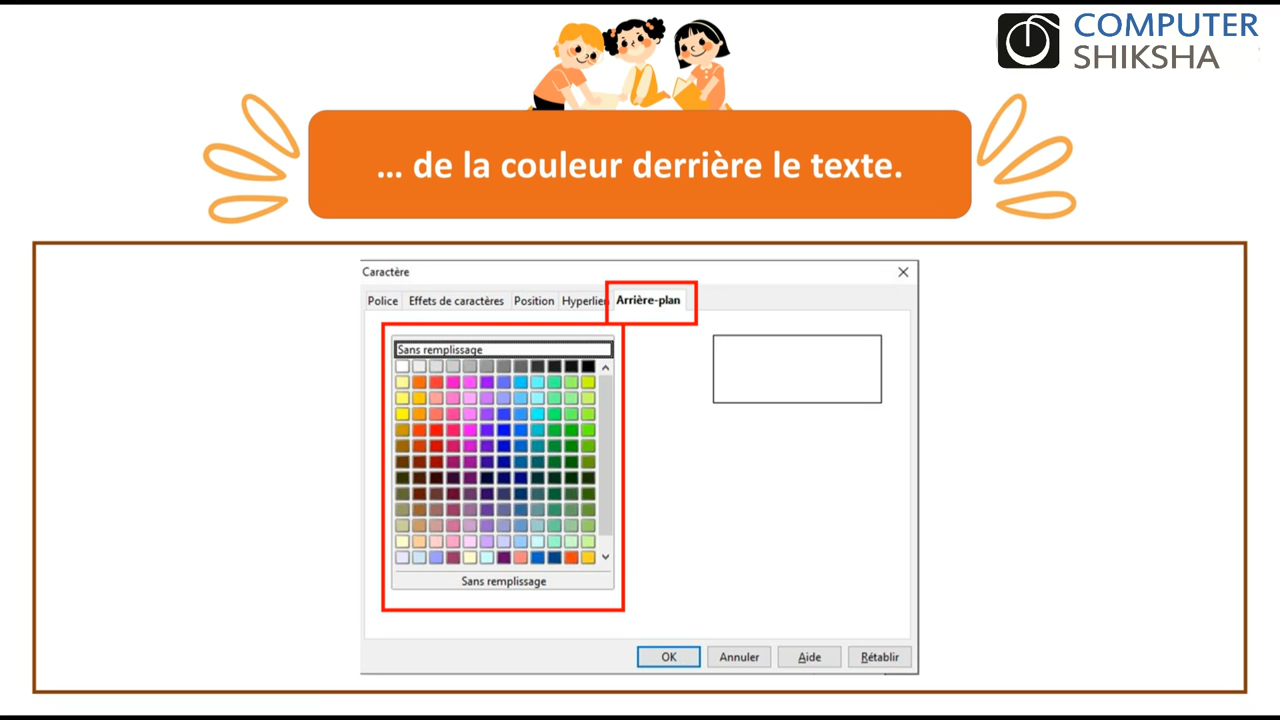 COMPUTER
SHIKSHA
... de la couleur derrière le texte.
Caractère
Police Effets de caractères Position Hyperlien Arrière-plan
Sans remplissage
Sans remplissage
OK Annuler Aide Rétablir